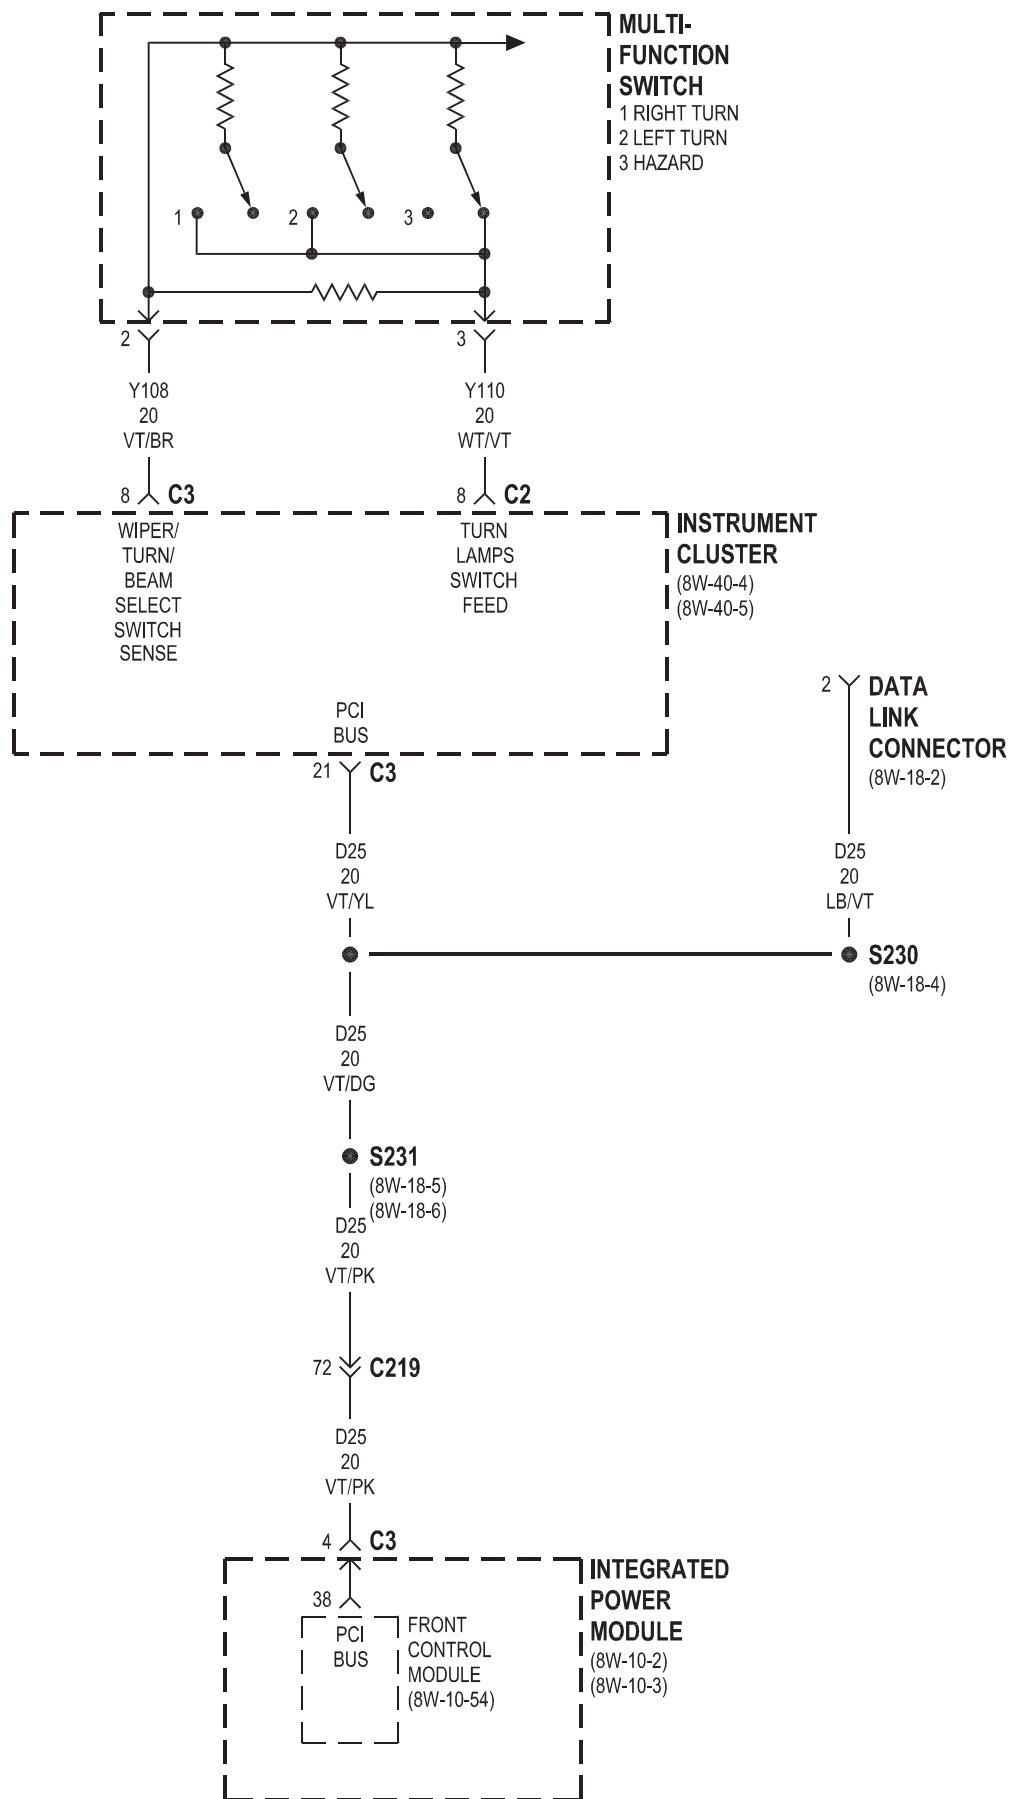 MULTI-
FUNCTION
SWITCH
1 RIGHT TURN
2 LEFT TURN
3 HAZARD
1
2
3
2
3
Y108
20
VT/BR
Y110
20
WT/VT
8
C3
8
C2
WIPER/
TURN/
BEAM
SELECT
SWITCH
SENSE
TURN
LAMPS
SWITCH
FEED
INSTRUMENT
CLUSTER
(8W-40-4)
(8W-40-5)
PCI
BUS
21
C3
2
DATA
LINK
CONNECTOR
(8W-18-2)
D25
20
VT/YL
D25
20
LB/VT
S230
(8W-18-4)
D25
20
VT/DG
S231
(8W-18-5)
(8W-18-6)
D25
20
VT/PK
72
C219
D25
20
VT/PK
4
C3
INTEGRATED
POWER
MODULE
(8W-10-2)
(8W-10-3)
38
PCI
BUS
FRONT
CONTROL
MODULE
(8W-10-54)